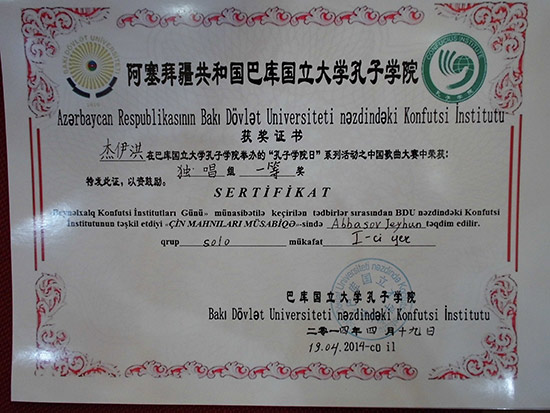 阿塞拜疆共和国巴库国立大学孔子学院
Azərbaycan Respublikasının Bakı Dövlət Universiteti nəzdindəki Konfutsi İnstitutu
获奖证书
杰伊洪 在巴库国立大学孔子学院举办的“孔子学院日”系列活动之中国歌曲大赛中荣获：
独唱 组 一等 奖
特发此证，以资鼓励。
SERTİFİKAT
Beynəlxalq Konfutsi İnstitutları Günü» münasibətilə keçirilən tədbirlər sırasından BDU nəzdindəki Konfutsi
İnstitutunun təşkil etdiyi «ÇİN MAHNILARI MÜSABİQƏ»-sində Abbasov Jeyhun təqdim edilir.
qrup solo mükafat I-ci yer
巴库国立大学孔子学院
Bakı Dövlət Universiteti nəzdindəki Konfutsi İnstitutu
二〇一四年四月十九日
19.04.2014-cü il